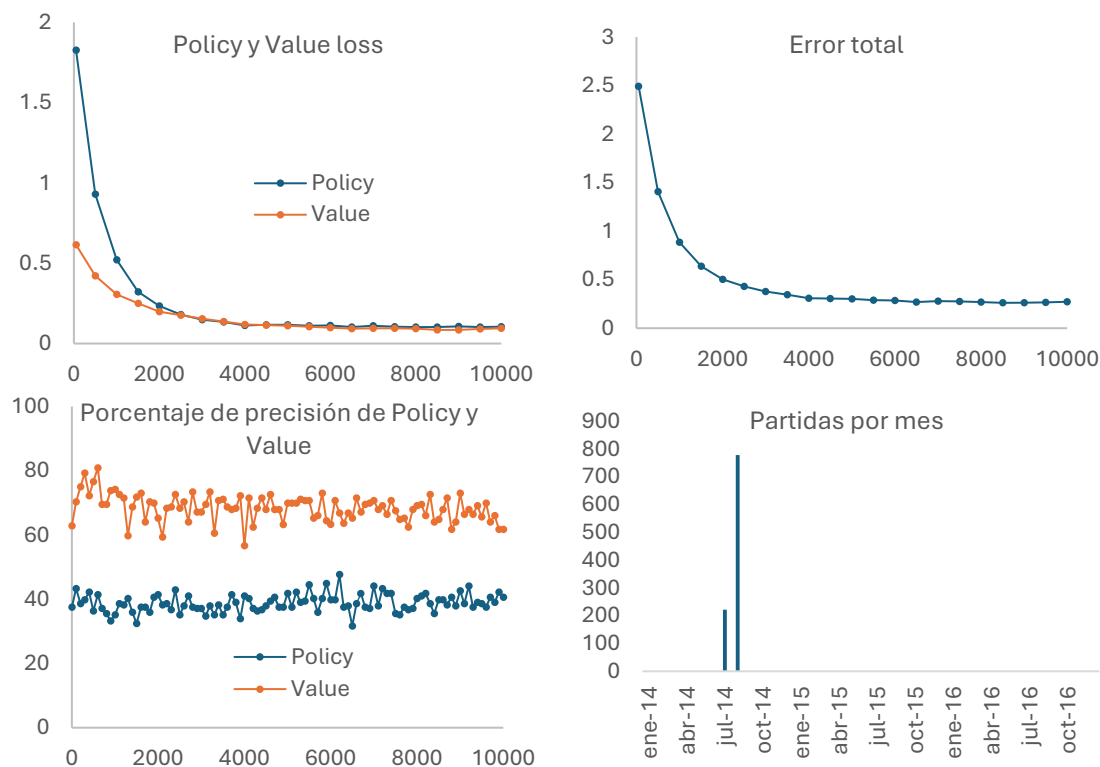 Policy y Value loss
2
1.5
1
0.5
0
Policy
Value
0 2000 4000 6000 8000 10000
Error total
3
2.5
2
1.5
1
0.5
0
0 2000 4000 6000 8000 10000
Porcentaje de precisión de Policy y
Value
100
80
60
40
20
0
Policy
Value
0 2000 4000 6000 8000 10000
Partidas por mes
900
800
700
600
500
400
300
200
100
0
ene-14
abr-14
jul-14
oct-14
ene-15
abr-15
jul-15
oct-15
ene-16
abr-16
jul-16
oct-16